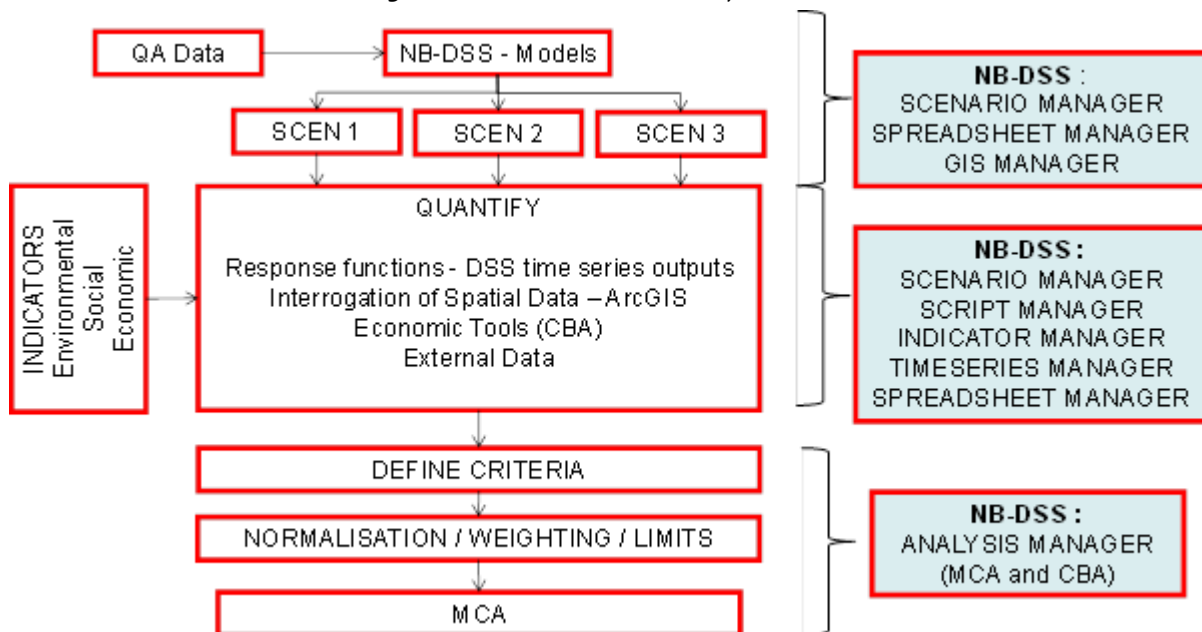 QA Data
NB-DSS - Models
SCEN 1
SCEN 2
SCEN 3
INDICATORS
Environmental
Social
Economic
QUANTIFY
Response functions - DSS time series outputs
Interrogation of Spatial Data – ArcGIS
Economic Tools (CBA)
External Data
DEFINE CRITERIA
NORMALISATION / WEIGHTING / LIMITS
MCA
NB-DSS :
SCENARIO MANAGER
SPREADSHEET MANAGER
GIS MANAGER
NB-DSS :
SCENARIO MANAGER
SCRIPT MANAGER
INDICATOR MANAGER
TIMESERIES MANAGER
SPREADSHEET MANAGER
NB-DSS :
ANALYSIS MANAGER
(MCA and CBA)